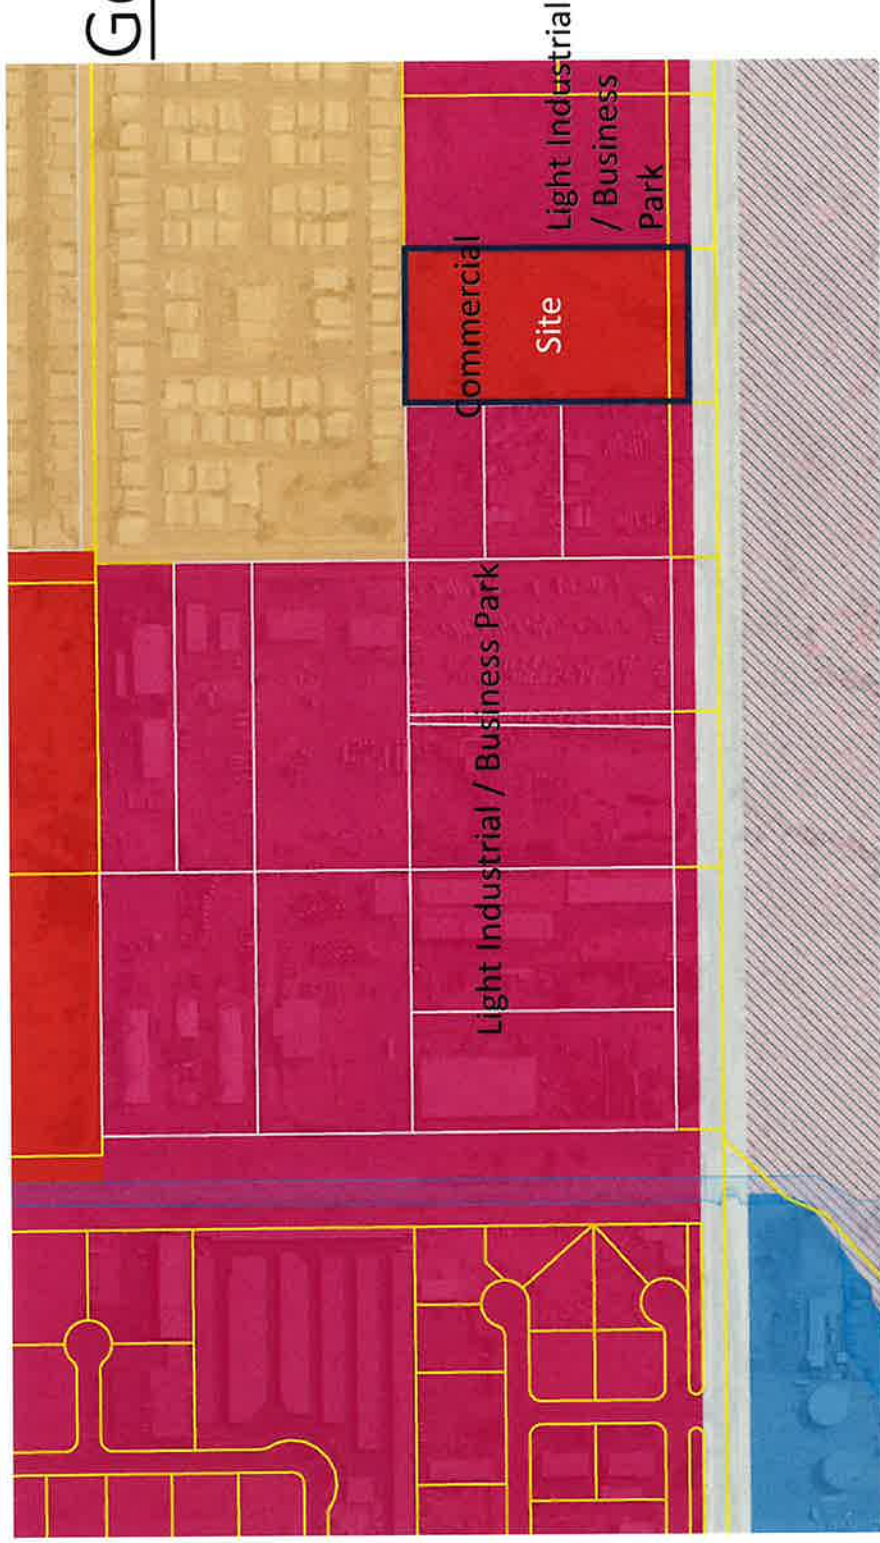 Light Industrial / Business Park
Commercial
Site
Light Industrial
/ Business
Park